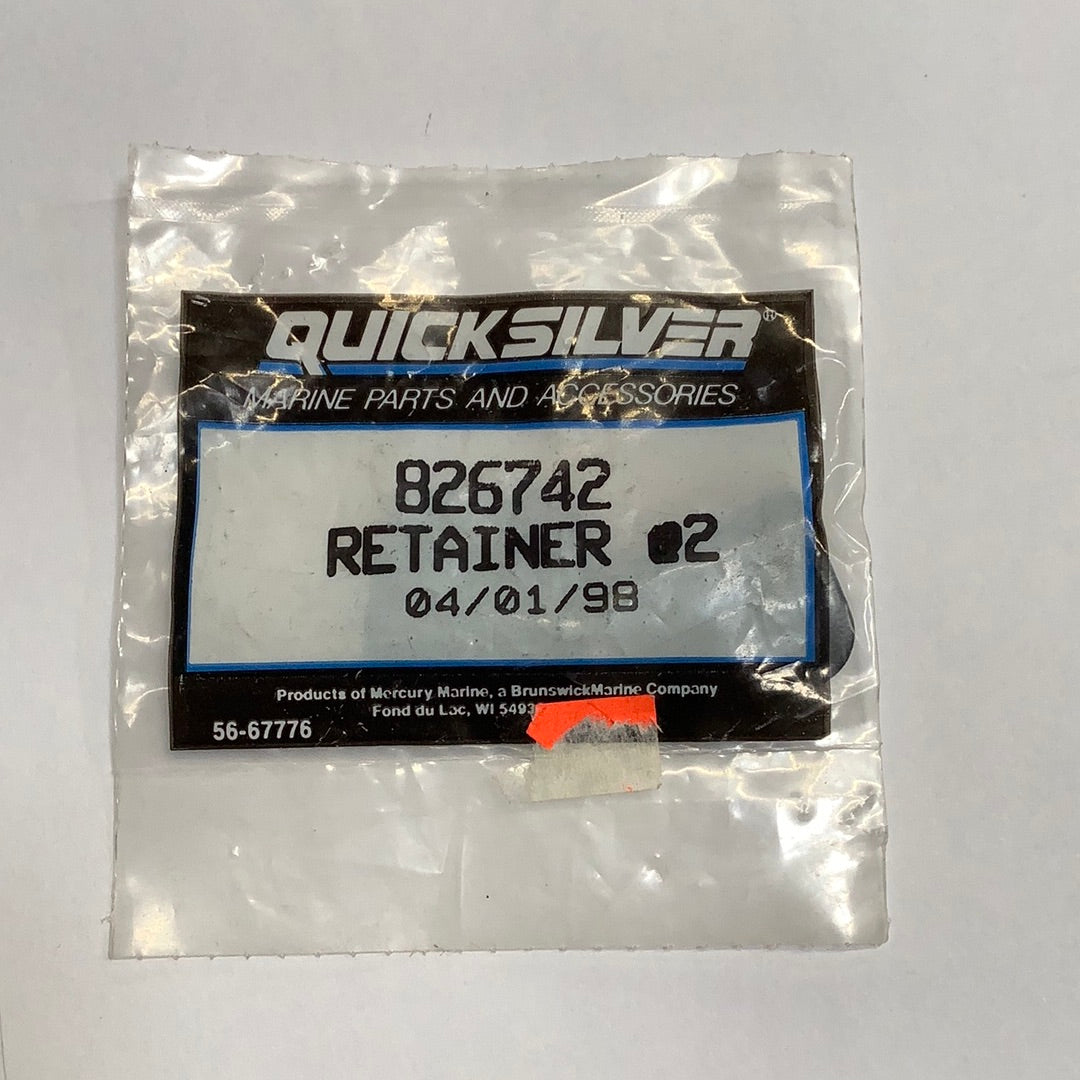 QUICKSILVER®
MARINE PARTS AND ACCESSORIES
826742
RETAINER @2
04/01/98
Products of Mercury Marine, a BrunswickMarine Company
Fond du Lac, WI
56-67776